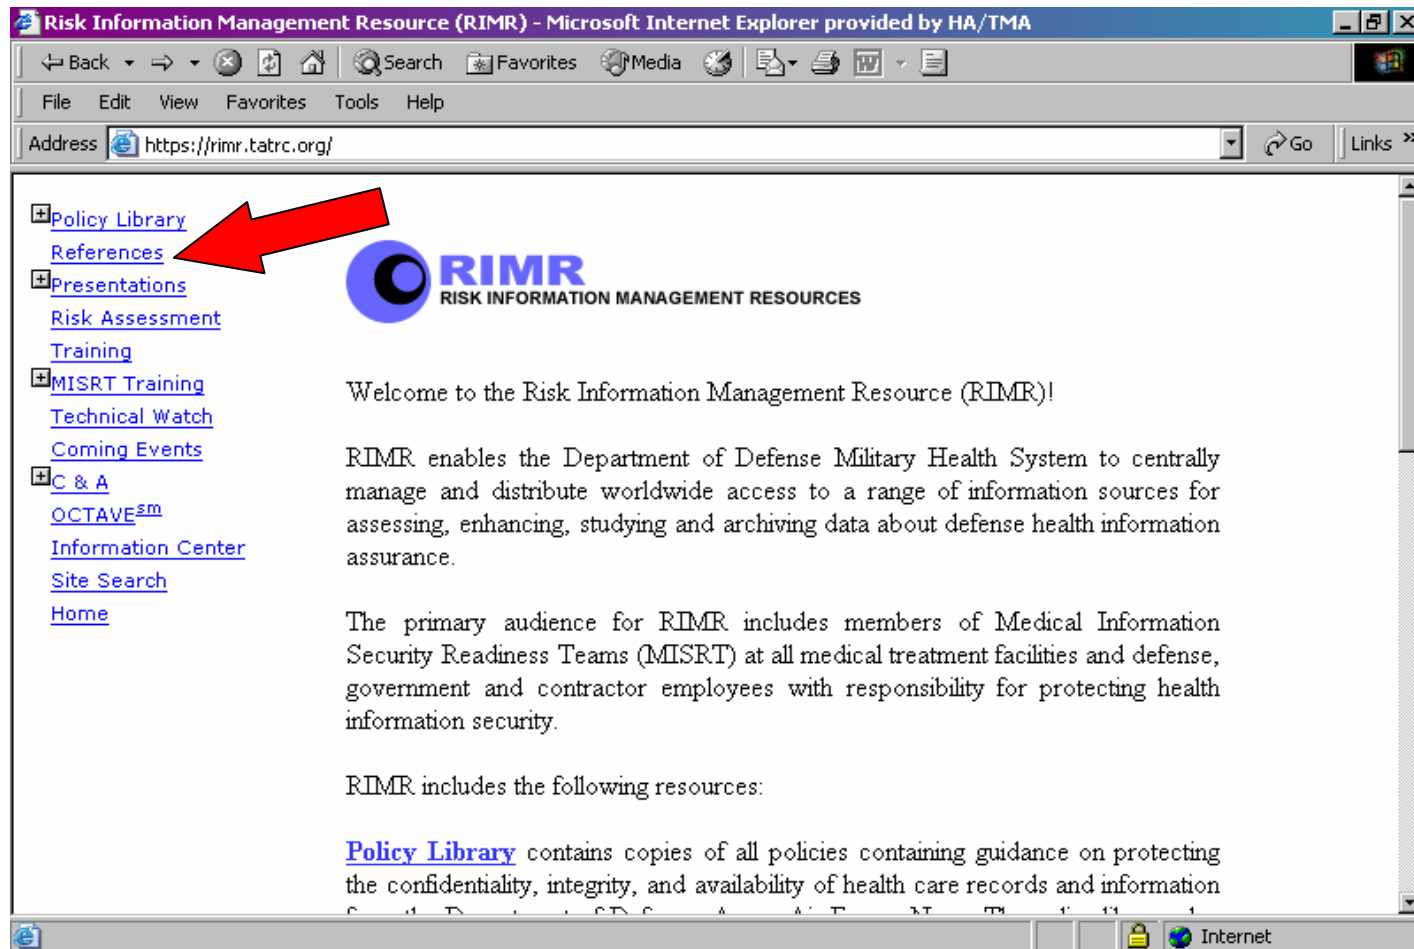 Risk Information Management Resource (RIMR) - Microsoft Internet Explorer provided by HA/TMA
Back Search Favorites Media
File Edit View Favorites Tools Help
Address https://rimr.tatrc.org/ Go Links »
Policy Library
References
Presentations
Risk Assessment
Training
MISRT Training
Technical Watch
Coming Events
C & A
OCTAVEsm
Information Center
Site Search
Home
RIMR
RISK INFORMATION MANAGEMENT RESOURCES
Welcome to the Risk Information Management Resource (RIMR)!
RIMR enables the Department of Defense Military Health System to centrally
manage and distribute worldwide access to a range of information sources for
assessing, enhancing, studying and archiving data about defense health information
assurance.
The primary audience for RIMR includes members of Medical Information
Security Readiness Teams (MISRT) at all medical treatment facilities and defense,
government and contractor employees with responsibility for protecting health
information security.
RIMR includes the following resources:
Policy Library contains copies of all policies containing guidance on protecting
the confidentiality, integrity, and availability of health care records and information
Internet